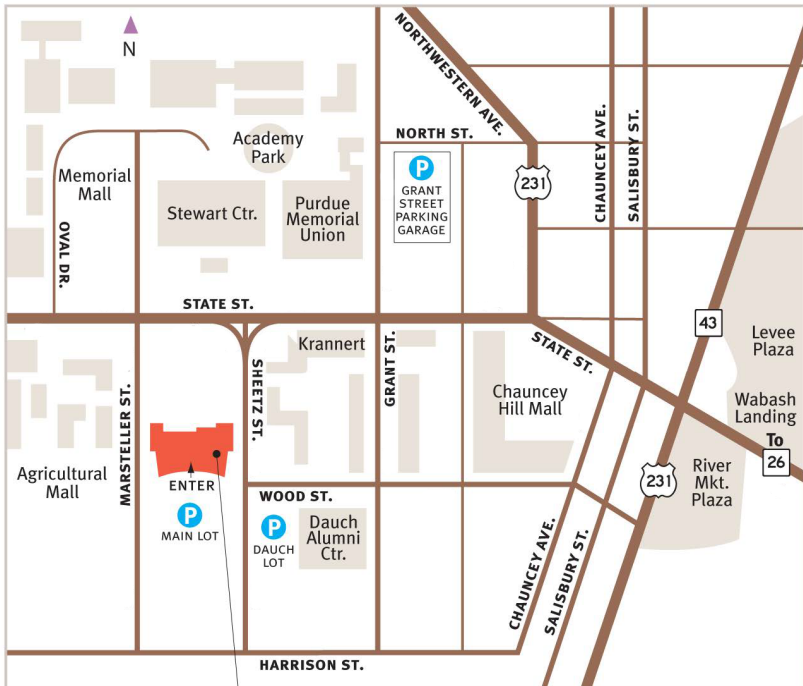 N
NORTHWESTERN AVE.
CHAUNCEY AVE.
SALISBURY ST.
NORTH ST.
Academy
Park
Memorial
Mall
P
GRANT
STREET
PARKING
GARAGE
231
Stewart Ctr.
Purdue
Memorial
Union
OVAL DR.
STATE ST.
43
Levee
Plaza
Krannert
STATE ST.
MARSTELLER ST.
SHEETZ ST.
GRANT ST.
Chauncey
Hill Mall
Wabash
Landing
To
26
Agricultural
Mall
ENTER
River
Mkt.
Plaza
231
WOOD ST.
P
MAIN LOT
P
DAUCH
LOT
Dauch
Alumni
Ctr.
CHAUNCEY AVE.
SALISBURY ST.
HARRISON ST.